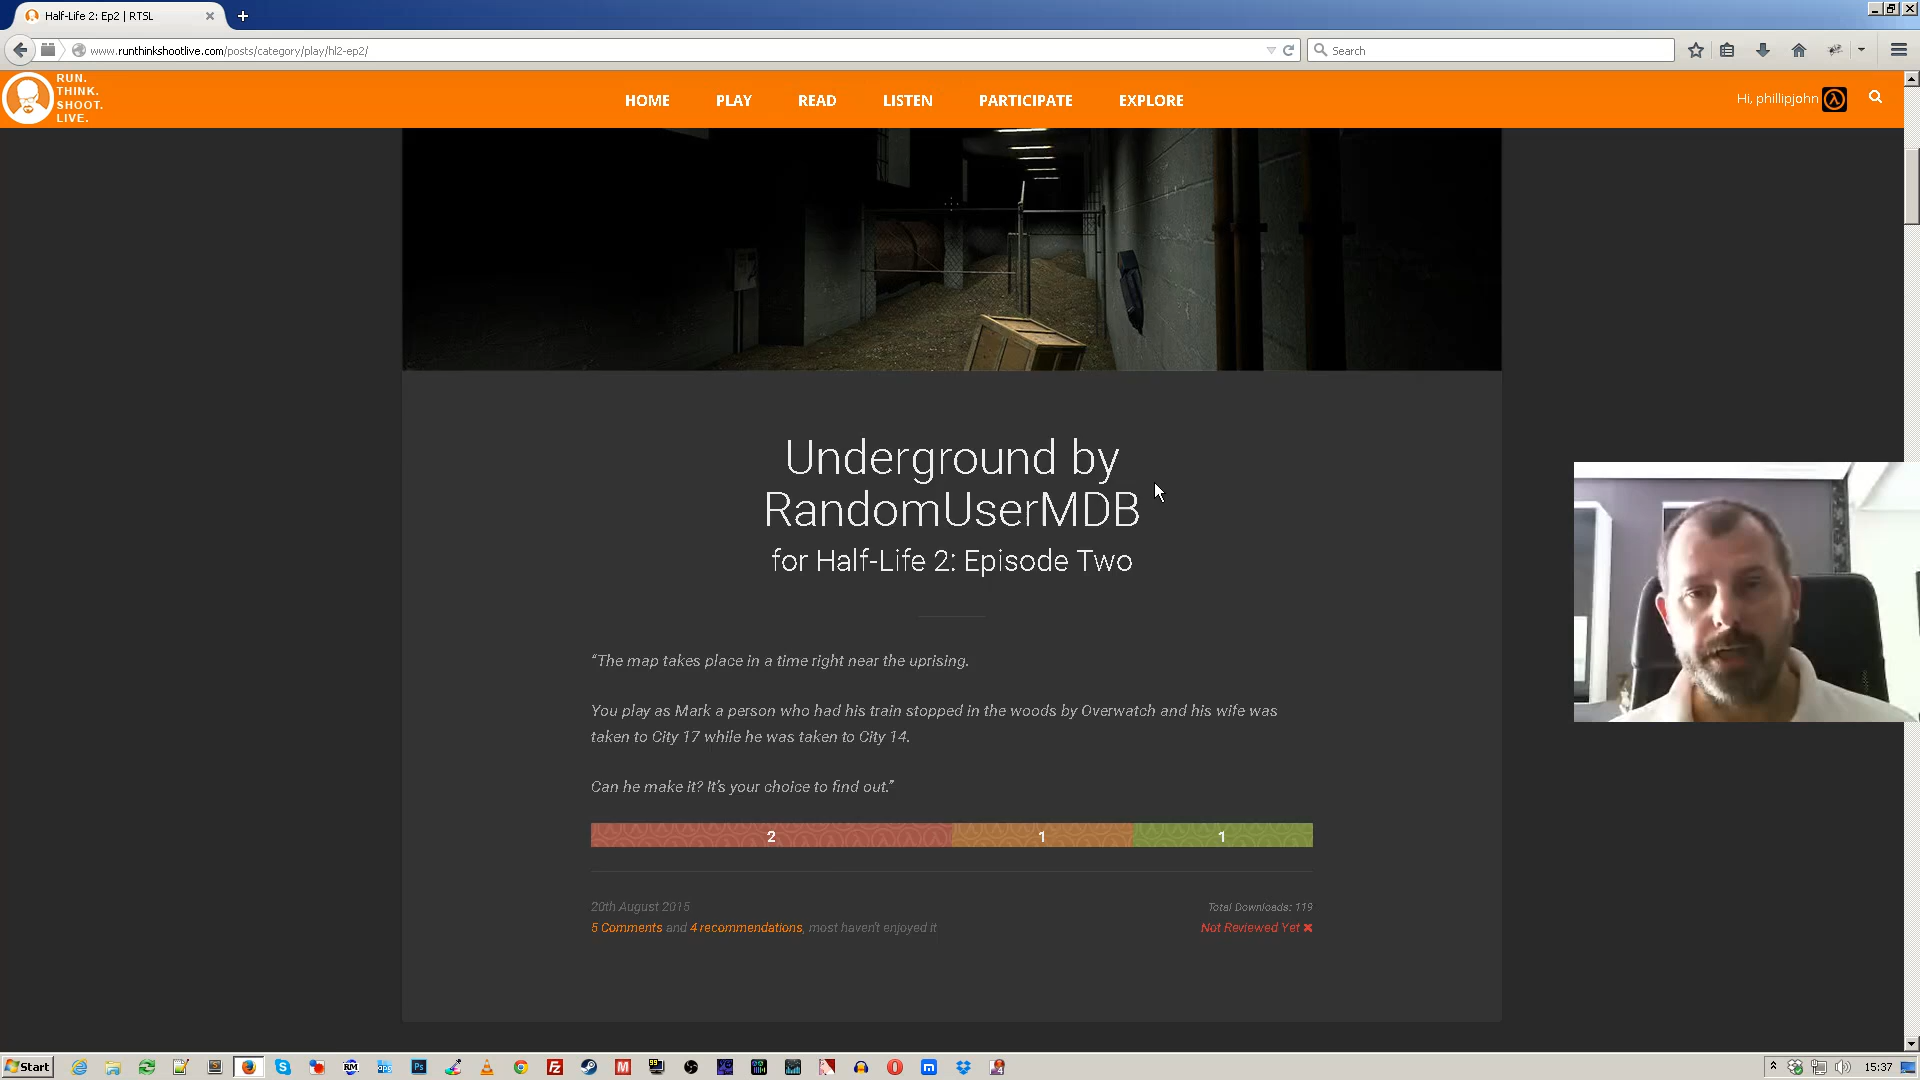 Half-Life 2: Ep2 | RTSL
www.runthinkshootlive.com/posts/category/play/hl2-ep2/
Search
RUN.
THINK.
SHOOT.
LIVE.
HOME PLAY READ LISTEN PARTICIPATE EXPLORE
Hi, phillipjohn
Underground by
RandomUserMDB
for Half-Life 2: Episode Two
“The map takes place in a time right near the uprising.
You play as Mark a person who had his train stopped in the woods by Overwatch and his wife was
taken to City 17 while he was taken to City 14.
Can he make it? It’s your choice to find out.”
2 1 1
20th August 2015
Total Downloads: 119
5 Comments and 4 recommendations, most haven't enjoyed it
Not Reviewed Yet
Start
15:37